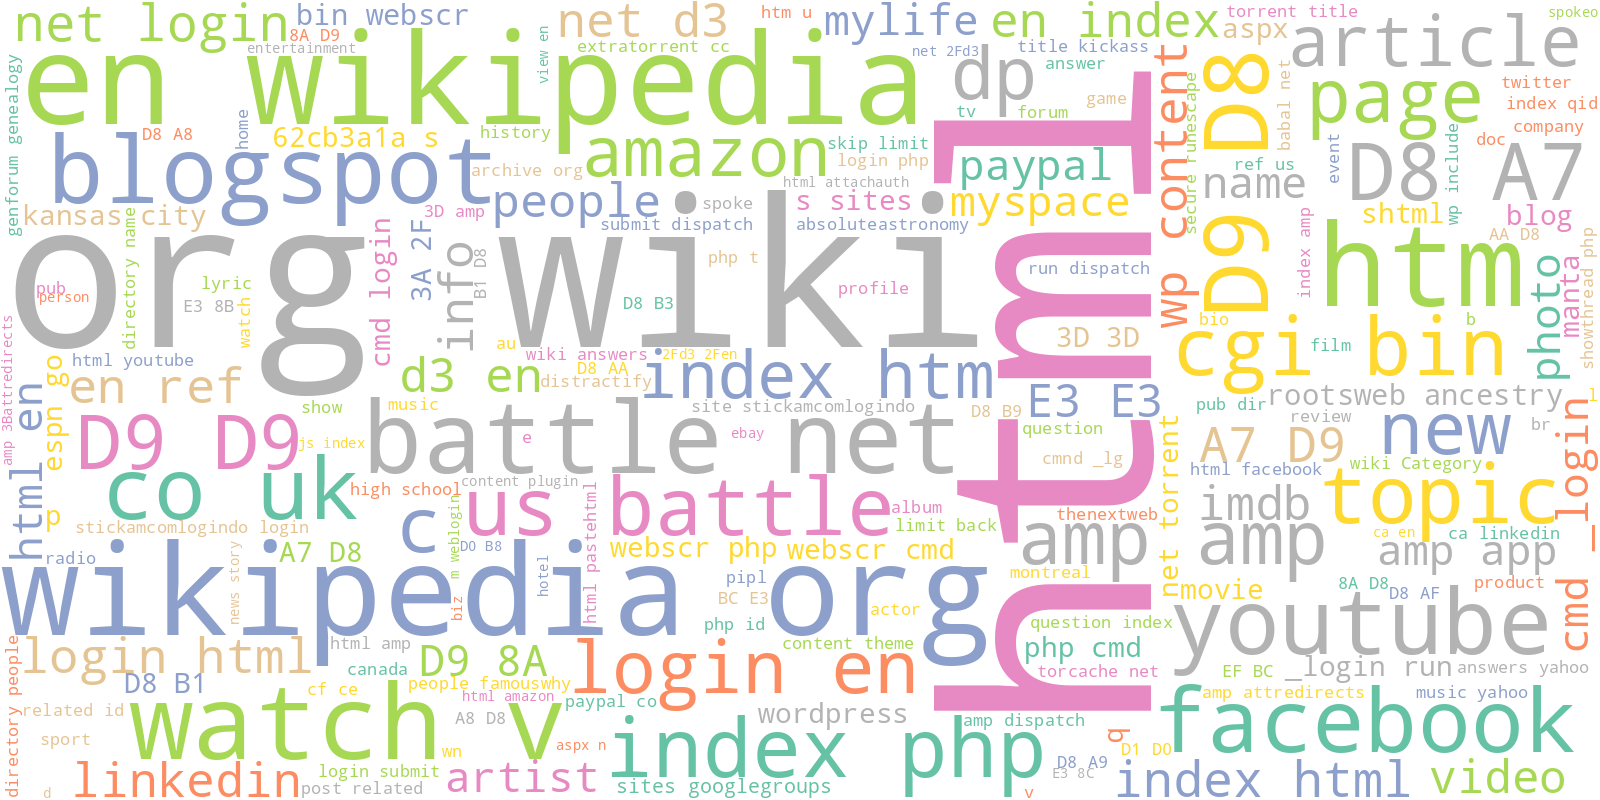 net login
bin webscr
net d3
htm u
mylife
en index
torrent title
spokeo
8A D9
entertainment
extratorrent cc
view en
net 2Fd3
title kickass
aspx
article
en wikipedia
dp
answer
genforum genealogy
game
tv
forum
html
wp content
secure runescape
D9 D8
babal net
page
twitter
index qid
company
D8 A8
home
62cb3a1a s
history
amazon
skip limit
login php
paypal
ref us
event
D8 A7
wp include
doc
blogspot
archive org
html attachauth
name
kansas city
3D amp
people
spoke
s sites
myspace
shtml
blog
submit dispatch
absoluteastronomy
index amp
AA D8
showthread php
org wiki
directory name
cmd login
3A 2F
info
B1 D8
php t
run dispatch
htm
photo
manta
pub
person
lyric
E3 8B
watch
D8 B3
profile
3D 3D
bio
b
cgi bin
film
amp 3Battredirects
html youtube
au
wiki answers
2Fd3 2Fen
D8 AA
distractify
index htm
en ref
d3 en
espn go
html en
show
music
site stickamcomlogindo
D8 B9
E3 E3
pub dir
rootsweb ancestry
review
l
br
D9 D9
js index
battle net
e
ebay
question
cmnd _lg
net torrent
A7 D9
new
cmd _login
html facebook
wiki Category
co uk
high school
content plugin
us battle
album
limit back
thenextweb
imdb
topic
p
stickamcomlogindo login
c
m weblogin
html pastehtml
amp amp
ca en
ca linkedin
radio
news story
A7 D8
D0 B8
hotel
webscr php
webscr cmd
amp app
wikipedia org
biz
pipl
BC E3
actor
montreal
movie
8A D8
D8 AF
product
php id
question index
youtube
directory people
login html
html amp
canada
D9 8A
content theme
php cmd
login en
torcache net
EF BC
_login run
answers yahoo
D8 B1
cf ce
people famouswhy
html amazon
paypal co
amp attredirects
music yahoo
related id
watch v
A8 D8
wordpress
amp dispatch
q
facebook
sport
wn
aspx n
index php
D8 A9
E3 8C
D1 D0
d
linkedin
login submit
post related
artist
sites googlegroups
v
index html
video